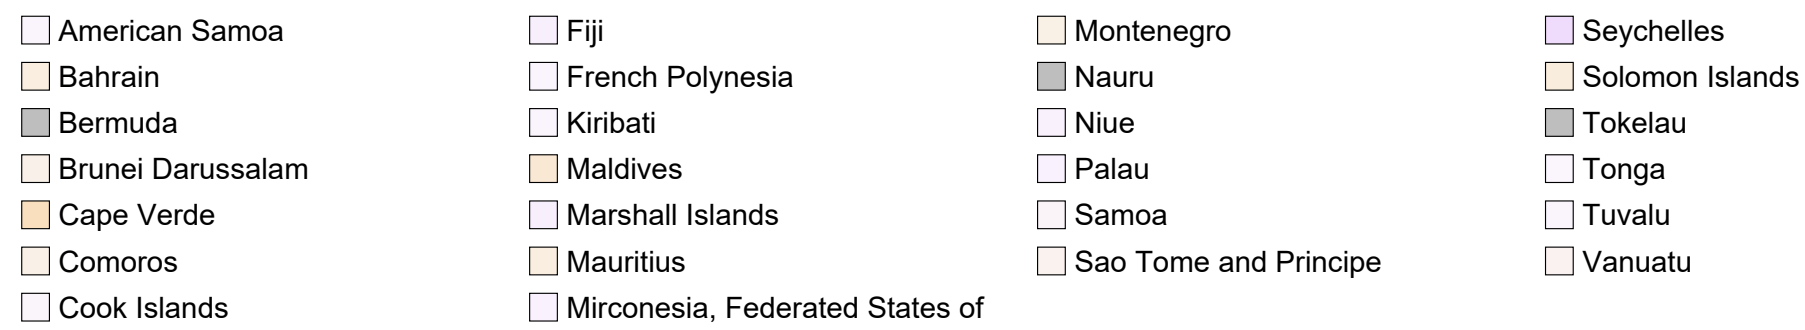 American Samoa
Bahrain
Bermuda
Brunei Darussalam
Cape Verde
Comoros
Cook Islands
Fiji
French Polynesia
Kiribati
Maldives
Marshall Islands
Mauritius
Mirconesia, Federated States of
Montenegro
Nauru
Niue
Palau
Samoa
Sao Tome and Principe
Seychelles
Solomon Islands
Tokelau
Tonga
Tuvalu
Vanuatu